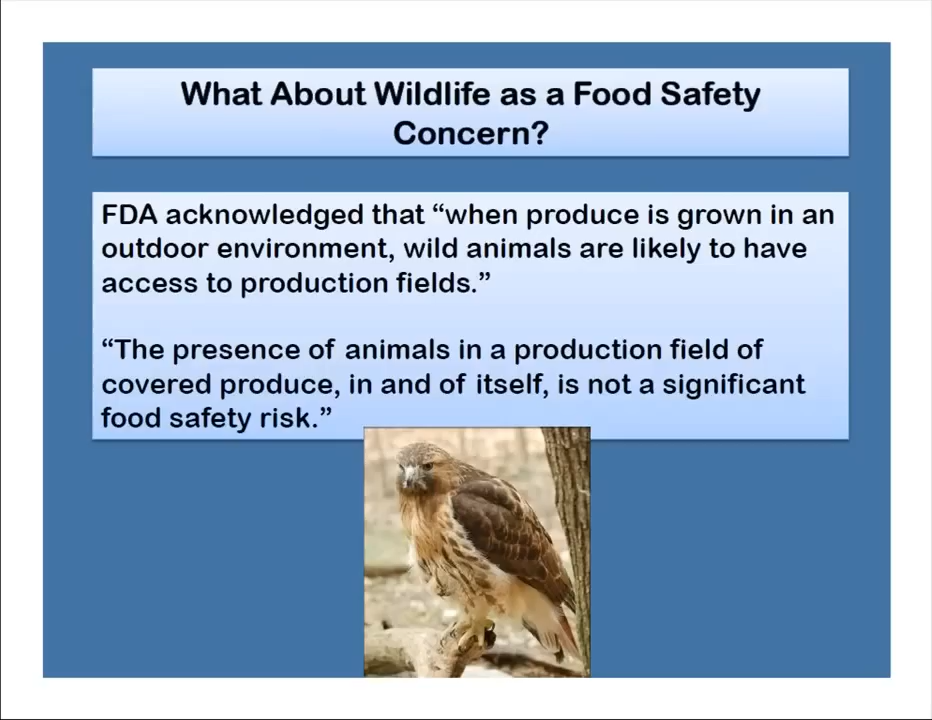 What About Wildlife as a Food Safety
Concern?
FDA acknowledged that “when produce is grown in an
outdoor environment, wild animals are likely to have
access to production fields.”
“The presence of animals in a production field of
covered produce, in and of itself, is not a significant
food safety risk.”